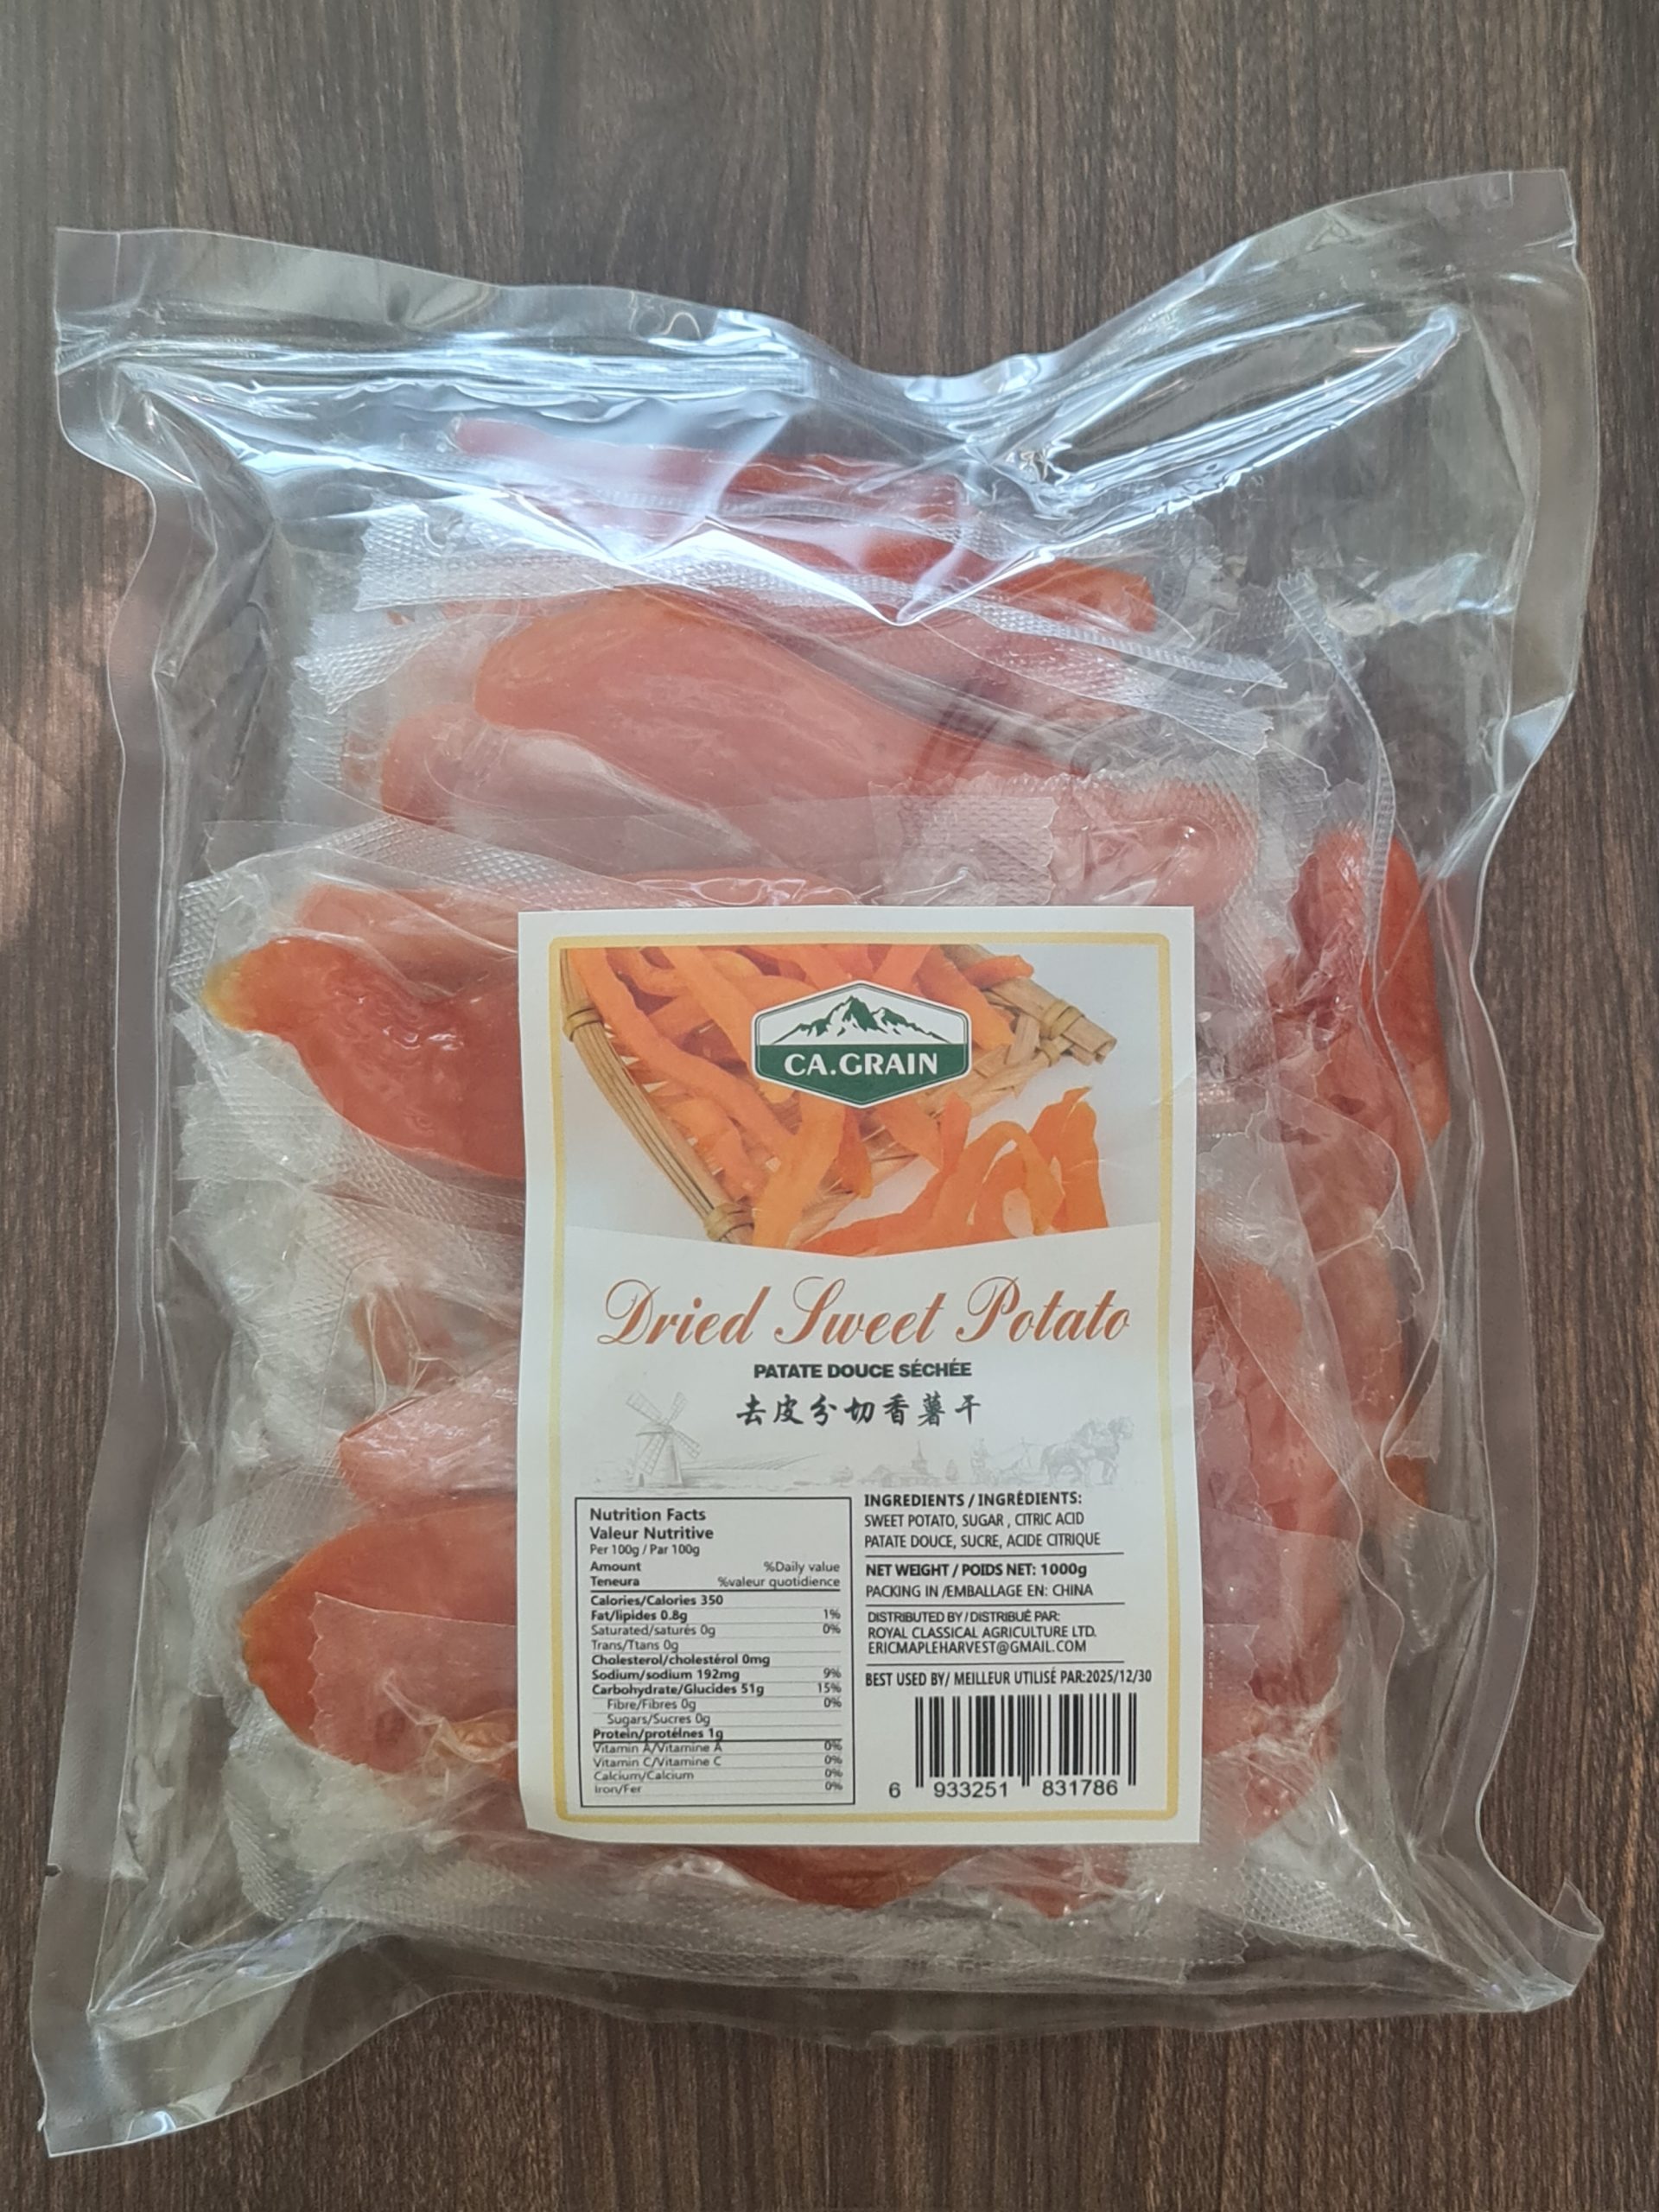 CA.GRAIN
Dried Sweet Potato
PATATE DOUCE SÉCHÉE
去皮分切香薯干
Nutrition Facts
Valeur Nutritive
Per 100g / Par 100g
Amount %Daily value
Teneura %valeur quotidience
Calories/Calories 350
Fat/lipides 0.8g 1%
Saturated/saturés 0g 0%
Trans/Ttans 0g
Cholesterol/cholestérol 0mg
Sodium/sodium 192mg 9%
Carbohydrate/Glucides 51g 15%
Fibre/Fibres 0g 0%
Sugars/Sucres 0g
Protein/protélnes 1g
Vitamin A/Vitamine A 0%
Vitamin C/Vitamine C 0%
Calcium/Calcium 0%
Iron/Fer 0%
INGREDIENTS / INGRÉDIENTS:
SWEET POTATO, SUGAR , CITRIC ACID
PATATE DOUCE, SUCRE, ACIDE CITRIQUE
NET WEIGHT / POIDS NET: 1000g
PACKING IN /EMBALLAGE EN: CHINA
DISTRIBUTED BY / DISTRIBUÉ PAR:
ROYAL CLASSICAL AGRICULTURE LTD.
ERICMAPLEHARVEST@GMAIL.COM
BEST USED BY/ MEILLEUR UTILISÉ PAR:2025/12/30
6 933251 831786